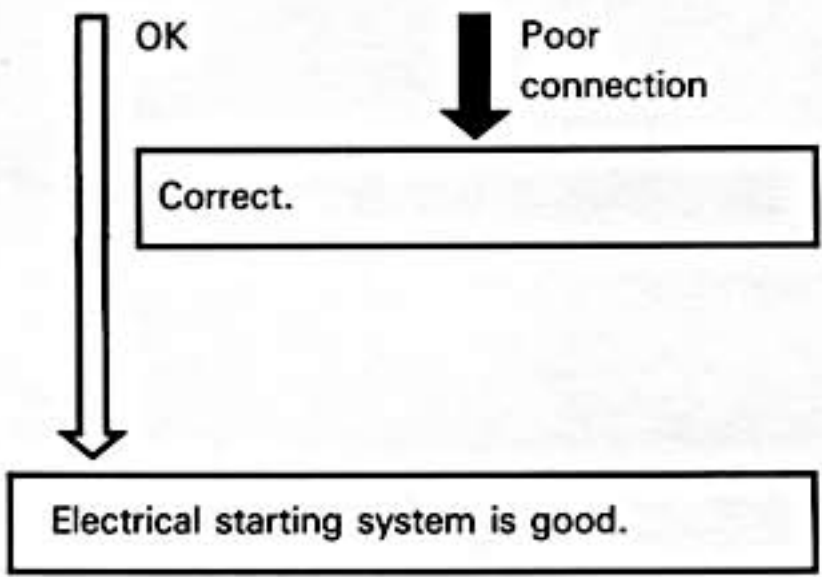 OK
Poor
connection
Correct.
Electrical starting system is good.